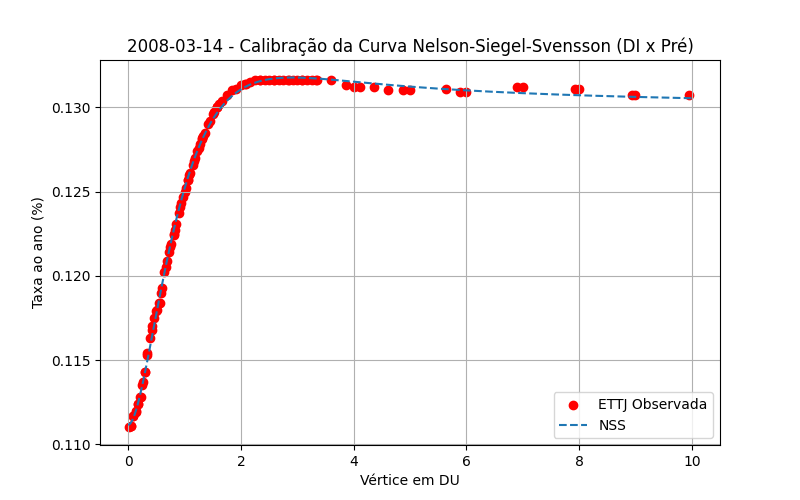 2008-03-14 - Calibração da Curva Nelson-Siegel-Svensson (DI x Pré)
Taxa ao ano (%)
0.130
0.125
0.120
0.115
0.110
ETTJ Observada
NSS
0
2
4
6
8
10
Vértice em DU